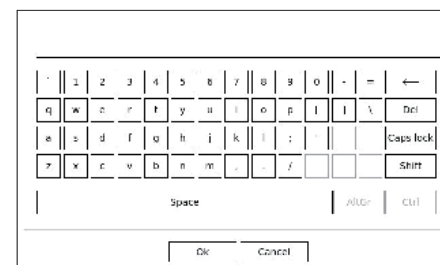 ` 1 2 3 4 5 6 7 8 9 0 - = ←
q w e r t y u i o p [ ] \ Del
a s d f g h j k l ; ' Caps lock
z x c v b n m , . / Shift
Space AltGr Ctrl
Ok Cancel